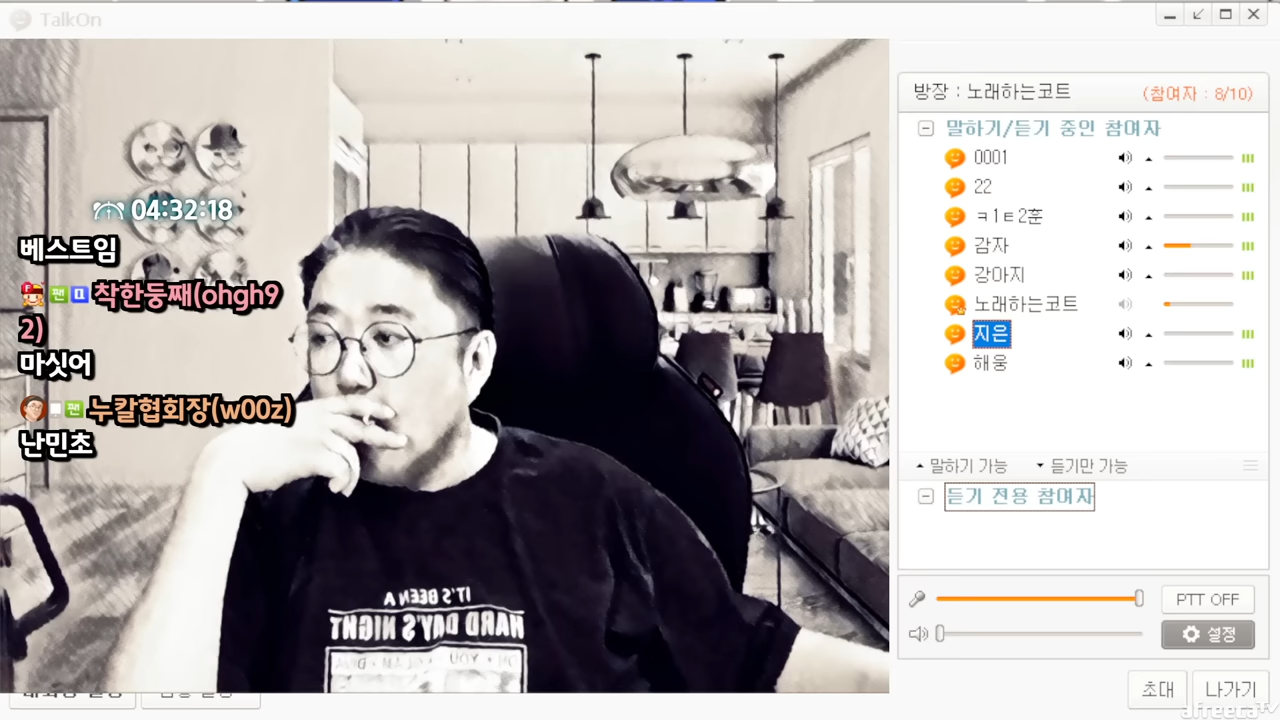 TalkOn
방장 : 노래하는코트
(참여자 : 8/10)
말하기/듣기 중인 참여자
0001
22
ㅋ1ㅌ2훈
감자
강마지
노래하는코트
지은
해웅
말하기 가능
듣기만 가능
듣기 전용 참여자
PTT OFF
설정
초대
나가기
afreecaTV
04:32:18
베스트임
팬 착한둥째(ohgh9
2)
마싯어
팬 누칼협회장(w00z)
난민초
IT'S BEEN A
HARD DAY'S NIGHT